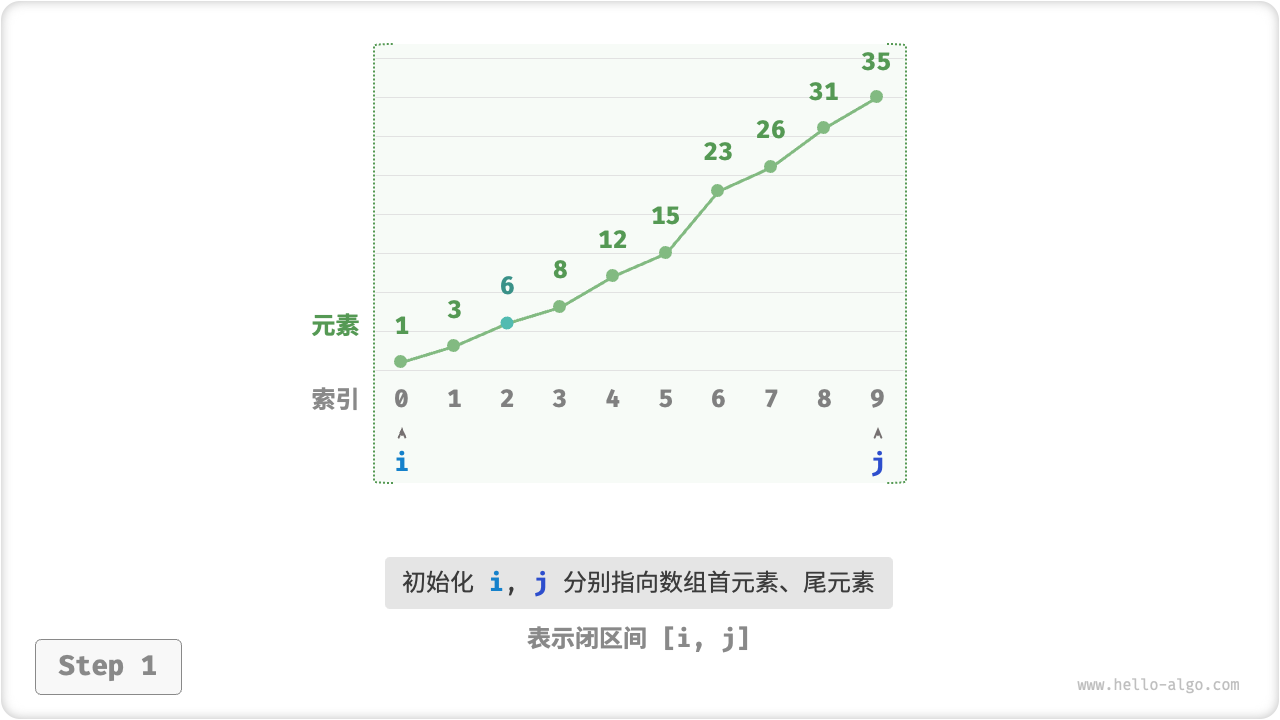 35
31
26
23
15
12
8
6
3
元素 1
索引 0 1 2 3 4 5 6 7 8 9
i j
初始化 i, j 分别指向数组首元素、尾元素
表示闭区间 [i, j]
Step 1
www.hello-algo.com